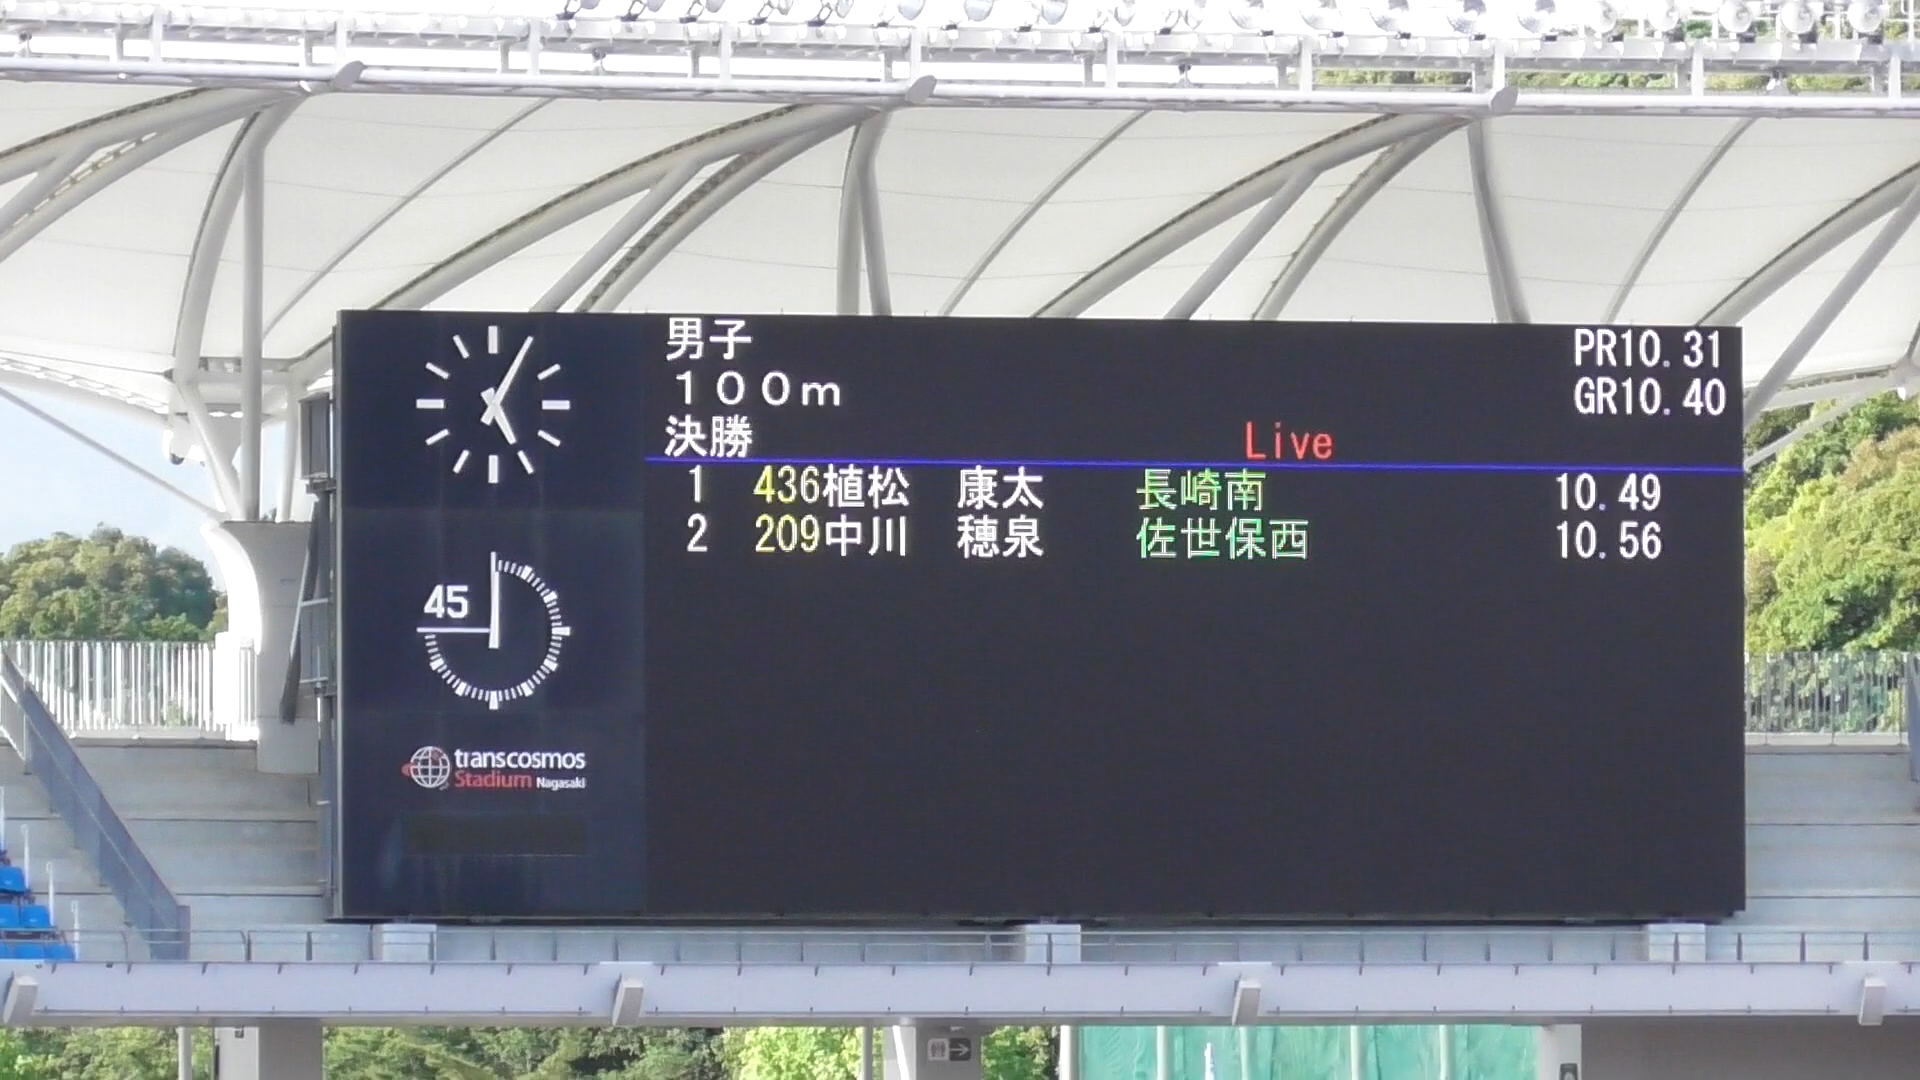 男子 PR10.31
１００ｍ GR10.40
決勝 Live
1 436植松 康太 長崎南 10.49
2 209中川 穂泉 佐世保西 10.56
45
transcosmos
Stadium Nagasaki